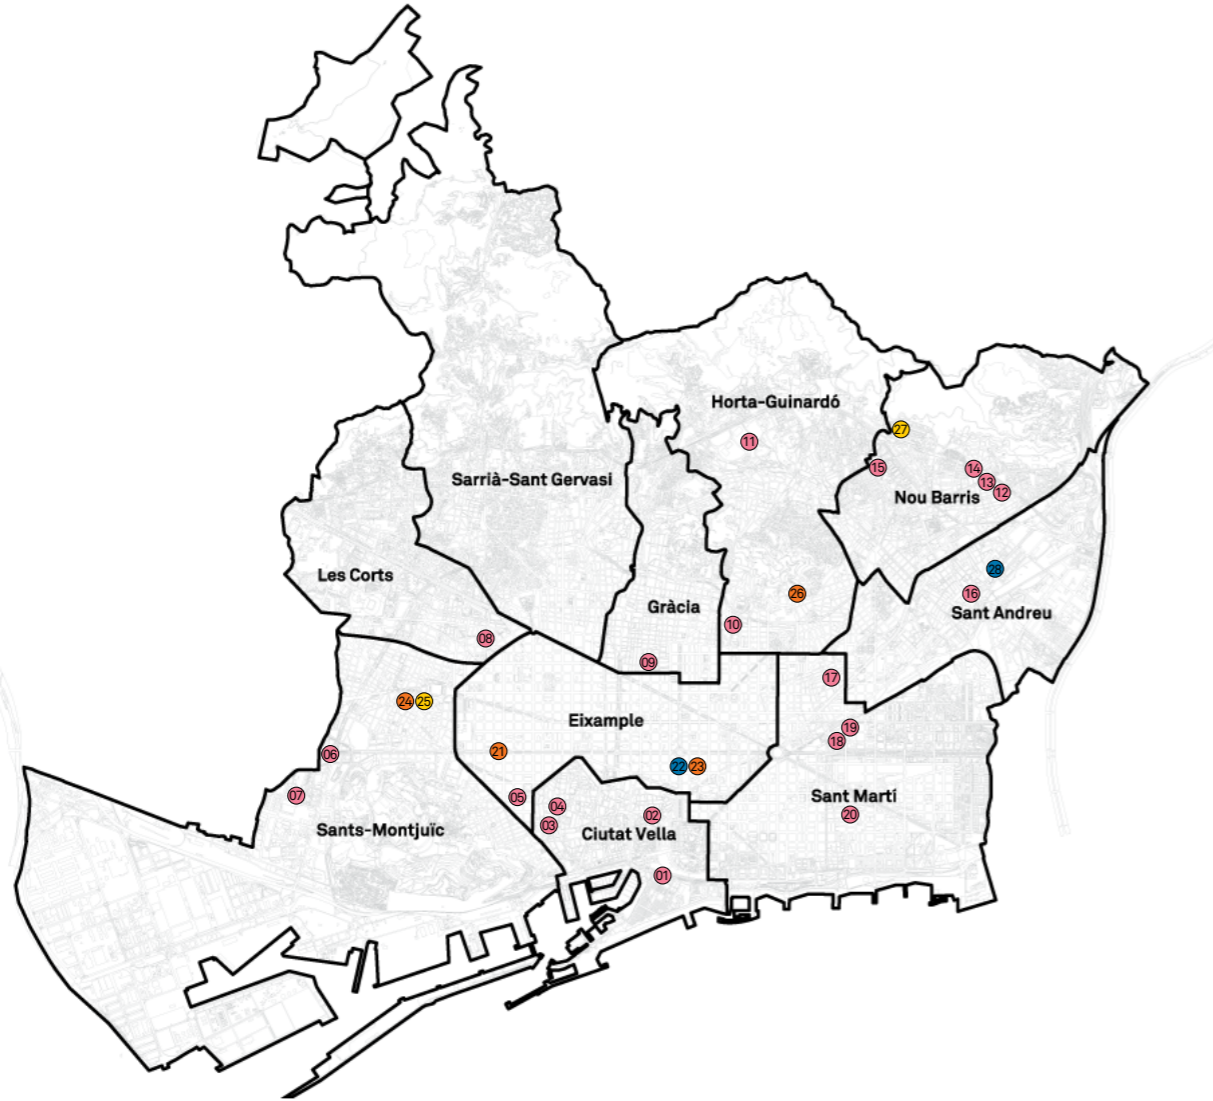 Horta-Guinardó
27
11
15
14
13
12
Sarrià-Sant Gervasi
Nou Barris
28
Les Corts
26
16
Gràcia
Sant Andreu
10
08
09
17
24 25
Eixample
19
18
21
06
22 23
07
05
04
Sant Martí
02
20
03
Sants-Montjuïc
Ciutat Vella
01